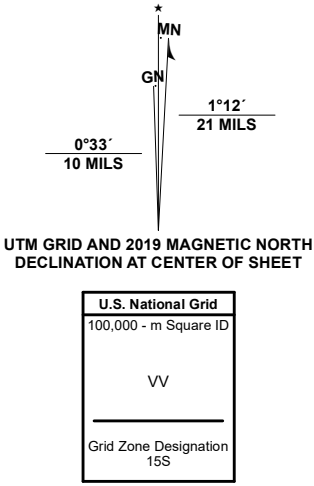 ★
MN
GN
1°12´
21 MILS
0°33´
10 MILS
UTM GRID AND 2019 MAGNETIC NORTH
DECLINATION AT CENTER OF SHEET
U.S. National Grid
100,000 - m Square ID
VV
Grid Zone Designation
15S